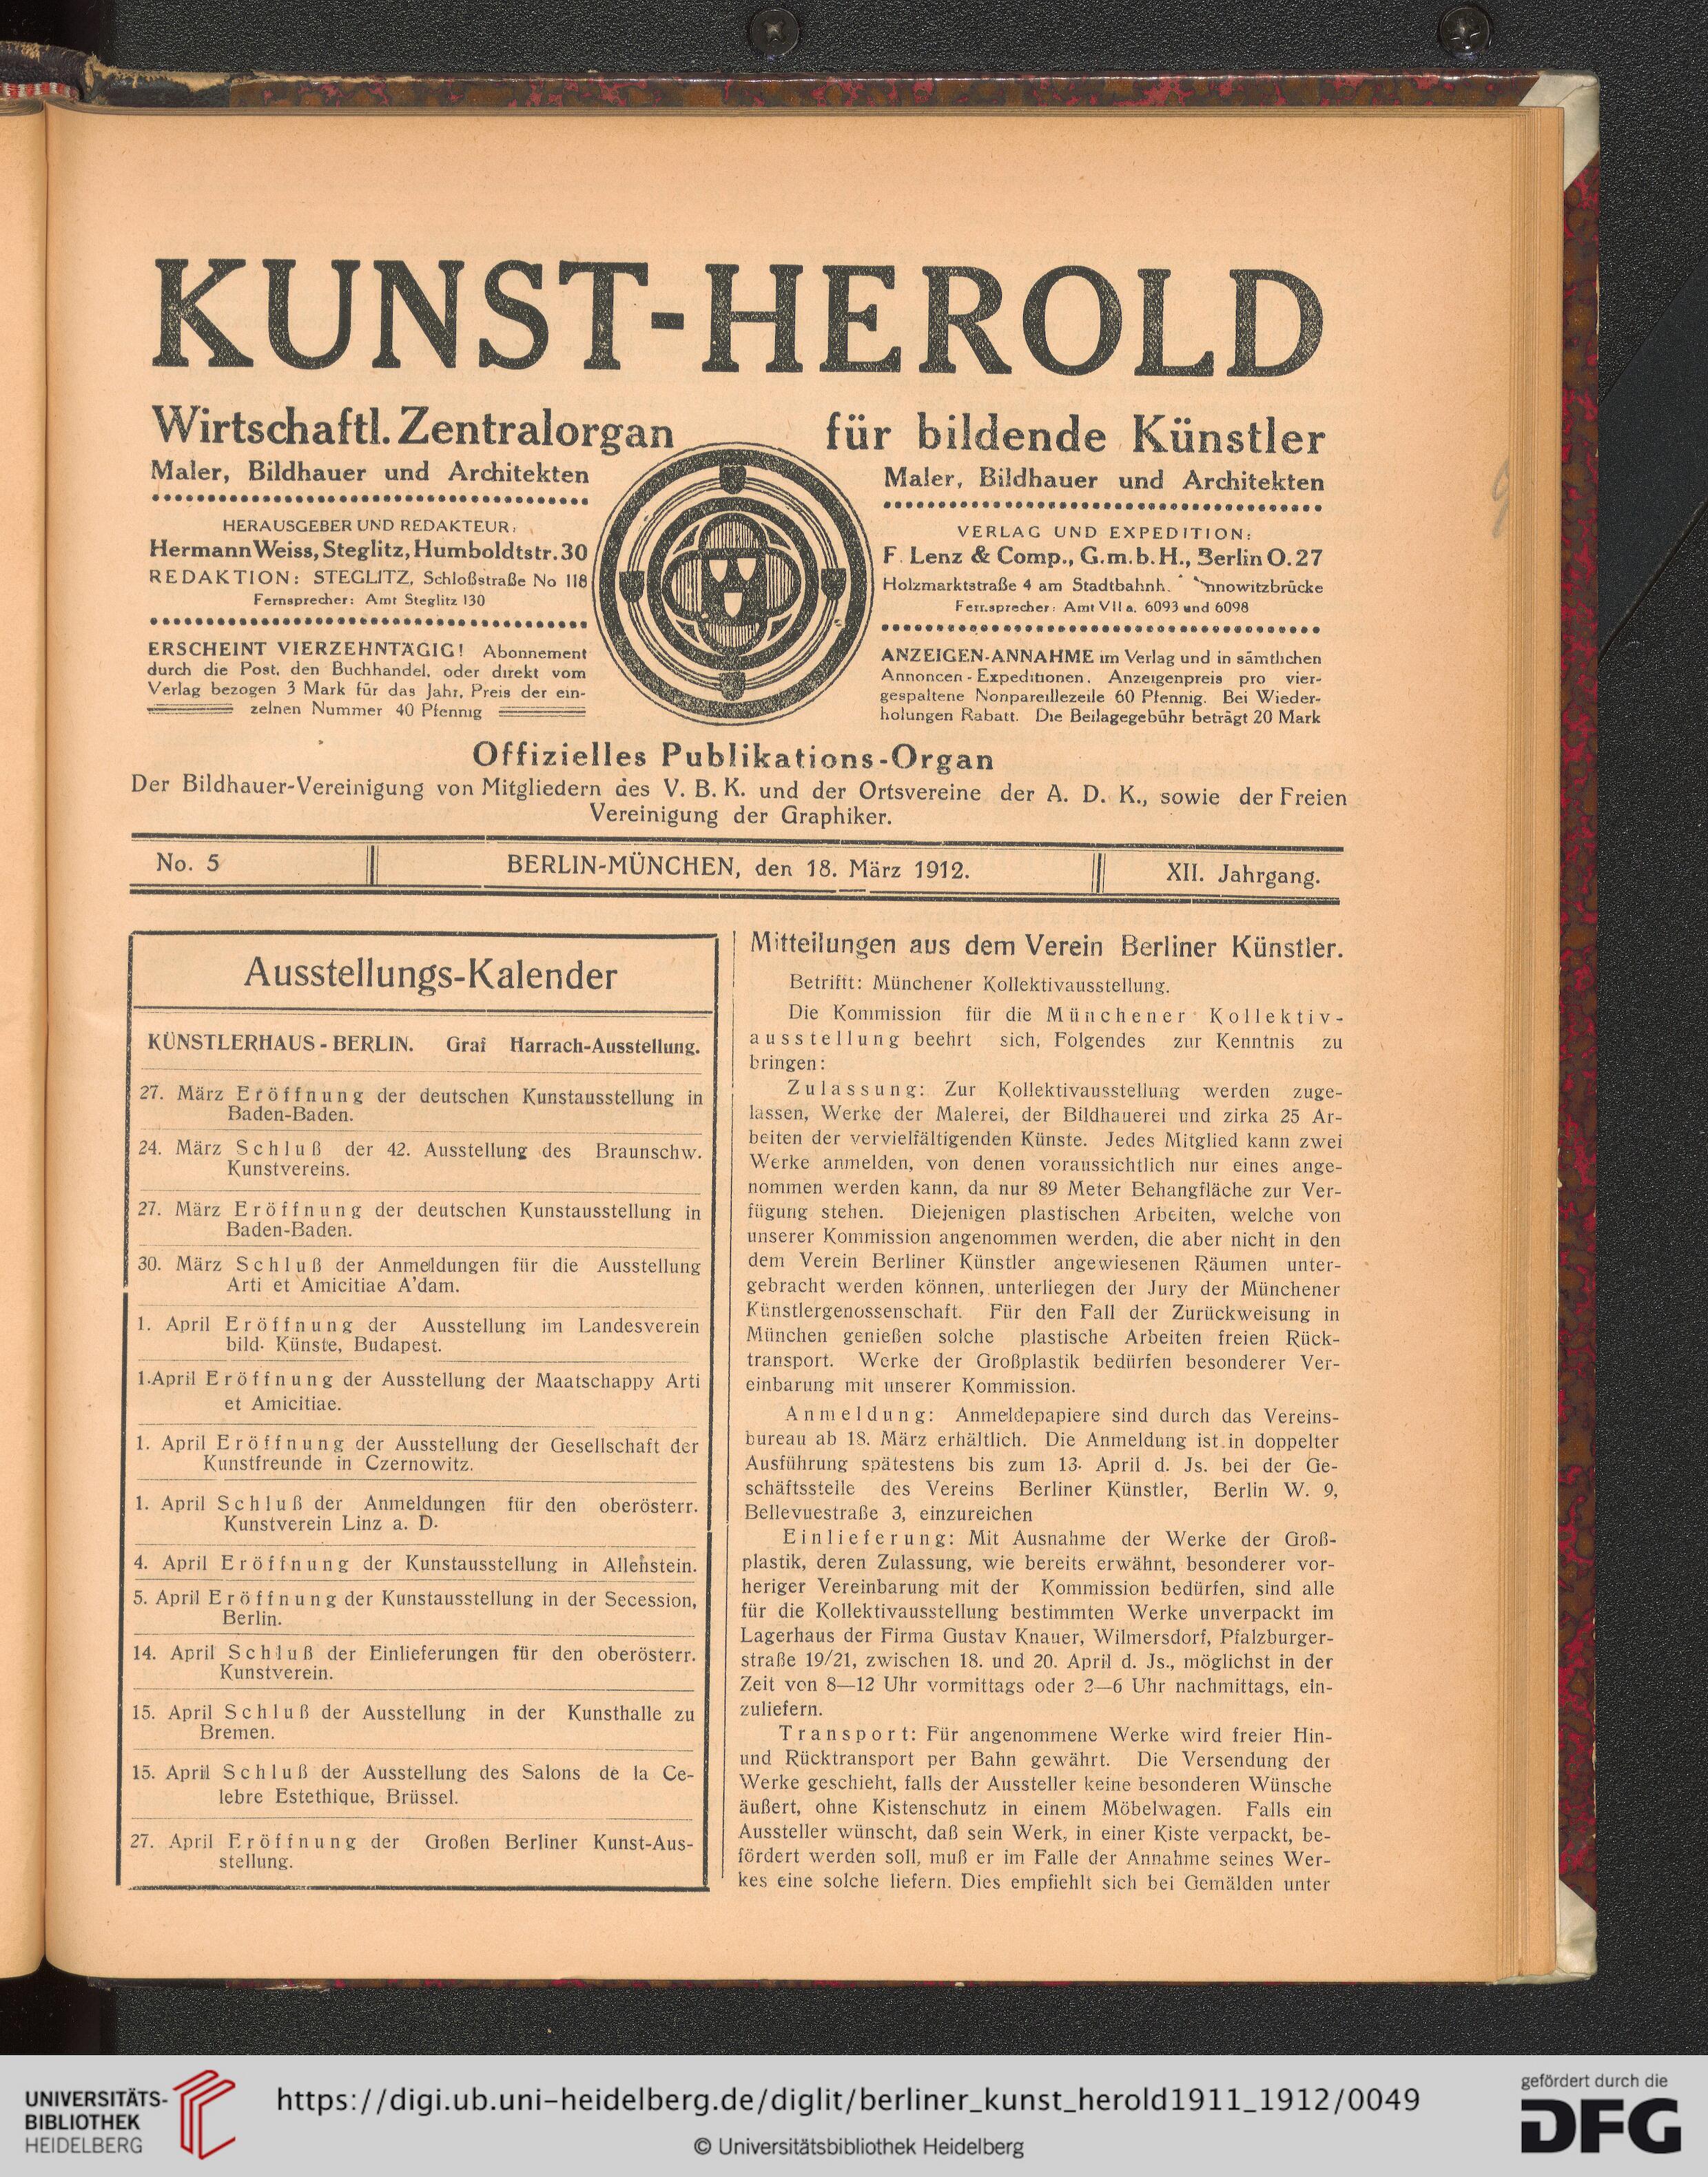 KUNST-HEROLD
Wirtschaftl. Zentralorgan für bildende Künstler
Maler, Bildhauer und Architekten
HERAUSGEBER UND REDAKTEUR:
Hermann Weiss, Steglitz, Humboldtstr. 30
REDAKTION: STEGLITZ, Schloßstraße No 118
Fernsprecher: Amt Steglitz 130
ERSCHEINT VIERZEHNTÄGIG! Abonnement
durch die Post, den Buchhandel, oder direkt vom
Verlag bezogen 3 Mark für das Jahr, Preis der ein-
zelnen Nummer 40 Pfennig
Maler, Bildhauer und Architekten
VERLAG UND EXPEDITION:
F. Lenz & Comp., G.m.b.H., Berlin O. 27
Holzmarktstraße 4 am Stadtbahnh. nnowitzbrücke
Fernsprecher: Amt VII a. 6093 und 6098
ANZEIGEN-ANNAHME im Verlag und in sämtlichen
Annoncen-Expeditionen. Anzeigenpreis pro vier-
gespaltene Nonpareillezeile 60 Pfennig. Bei Wieder-
holungen Rabatt. Die Beilagegebühr beträgt 20 Mark
Offizielles Publikations-Organ
Der Bildhauer-Vereinigung von Mitgliedern des V. B. K. und der Ortsvereine der A. D. K., sowie der Freien
Vereinigung der Graphiker.
No. 5 BERLIN-MÜNCHEN, den 18. März 1912. XII. Jahrgang.
Ausstellungs-Kalender
KÜNSTLERHAUS - BERLIN. Graf Harrach-Ausstellung.
27. März Eröffnung der deutschen Kunstausstellung in
Baden-Baden.
24. März Schluß der 42. Ausstellung des Braunschw.
Kunstvereins.
27. März Eröffnung der deutschen Kunstausstellung in
Baden-Baden.
30. März Schluß der Anmeldungen für die Ausstellung
Arti et Amicitiae A'dam.
1. April Eröffnung der Ausstellung im Landesverein
bild. Künste, Budapest.
1. April Eröffnung der Ausstellung der Maatschappy Arti
et Amicitiae.
1. April Eröffnung der Ausstellung der Gesellschaft der
Kunstfreunde in Czernowitz.
1. April Schluß der Anmeldungen für den oberösterr.
Kunstverein Linz a. D.
4. April Eröffnung der Kunstausstellung in Allenstein.
5. April Eröffnung der Kunstausstellung in der Secession,
Berlin.
14. April Schluß der Einlieferungen für den oberösterr.
Kunstverein.
15. April Schluß der Ausstellung in der Kunsthalle zu
Bremen.
15. April Schluß der Ausstellung des Salons de la Ce-
lebre Estethique, Brüssel.
27. April Eröffnung der Großen Berliner Kunst-Aus-
stellung.
Mitteilungen aus dem Verein Berliner Künstler.
Betrifft: Münchener Kollektivausstellung.
Die Kommission für die Münchener Kollektiv-
ausstellung beehrt sich, Folgendes zur Kenntnis zu
bringen:
Zulassung: Zur Kollektivausstellung werden zuge-
lassen, Werke der Malerei, der Bildhauerei und zirka 25 Ar-
beiten der vervielfältigenden Künste. Jedes Mitglied kann zwei
Werke anmelden, von denen voraussichtlich nur eines ange-
nommen werden kann, da nur 89 Meter Behangfläche zur Ver-
fügung stehen. Diejenigen plastischen Arbeiten, welche von
unserer Kommission angenommen werden, die aber nicht in den
dem Verein Berliner Künstler angewiesenen Räumen unter-
gebracht werden können, unterliegen der Jury der Münchener
Künstlergenossenschaft. Für den Fall der Zurückweisung in
München genießen solche plastische Arbeiten freien Rück-
transport. Werke der Großplastik bedürfen besonderer Ver-
einbarung mit unserer Kommission.
Anmeldung: Anmeldepapiere sind durch das Vereins-
bureau ab 18. März erhältlich. Die Anmeldung ist in doppelter
Ausführung spätestens bis zum 13. April d. Js. bei der Ge-
schäftsstelle des Vereins Berliner Künstler, Berlin W. 9,
Bellevuestraße 3, einzureichen
Einlieferung: Mit Ausnahme der Werke der Groß-
plastik, deren Zulassung, wie bereits erwähnt, besonderer vor-
heriger Vereinbarung mit der Kommission bedürfen, sind alle
für die Kollektivausstellung bestimmten Werke unverpackt im
Lagerhaus der Firma Gustav Knauer, Wilmersdorf, Pfalzburger-
straße 19/21, zwischen 18. und 20. April d. Js., möglichst in der
Zeit von 8—12 Uhr vormittags oder 2—6 Uhr nachmittags, ein-
zuliefern.
Transport: Für angenommene Werke wird freier Hin-
und Rücktransport per Bahn gewährt. Die Versendung der
Werke geschieht, falls der Aussteller keine besonderen Wünsche
äußert, ohne Kistenschutz in einem Möbelwagen. Falls ein
Aussteller wünscht, daß sein Werk, in einer Kiste verpackt, be-
fördert werden soll, muß er im Falle der Annahme seines Wer-
kes eine solche liefern. Dies empfiehlt sich bei Gemälden unter
UNIVERSITÄTS-
BIBLIOTHEK
HEIDELBERG
https://digi.ub.uni-heidelberg.de/diglit/berliner_kunst_herold1911_1912/0049
© Universitätsbibliothek Heidelberg
gefördert durch die
DFG